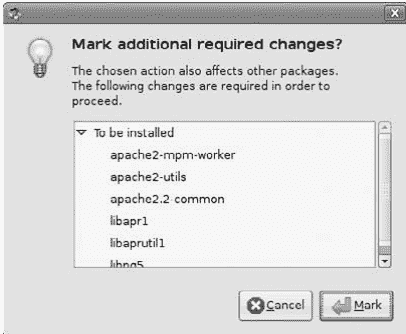 Mark additional required changes?
The chosen action also affects other packages.
The following changes are required in order to
proceed.
To be installed
apache2-mpm-worker
apache2-utils
apache2.2-common
libapr1
libaprutil1
Cancel
Mark